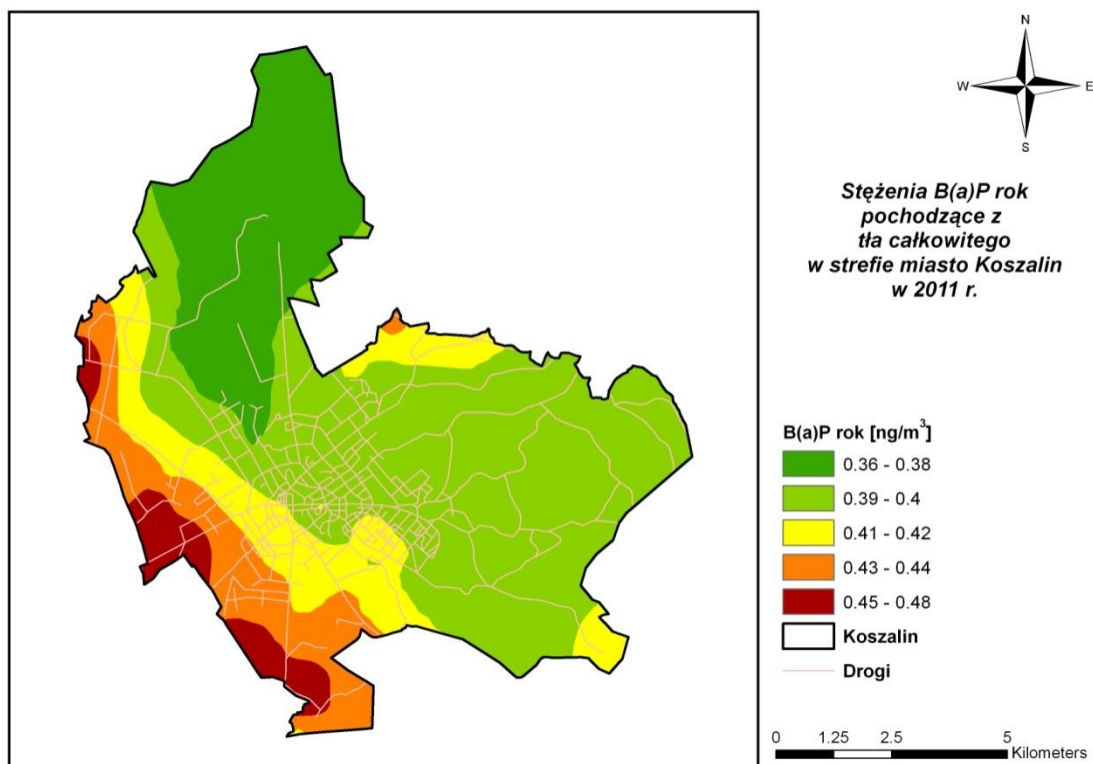 N
W E
S
Stężenia B(a)P rok
pochodzące z
tła całkowitego
w strefie miasto Koszalin
w 2011 r.
B(a)P rok [ng/m³]
0.36 - 0.38
0.39 - 0.4
0.41 - 0.42
0.43 - 0.44
0.45 - 0.48
Koszalin
Drogi
0 1.25 2.5 5
Kilometers